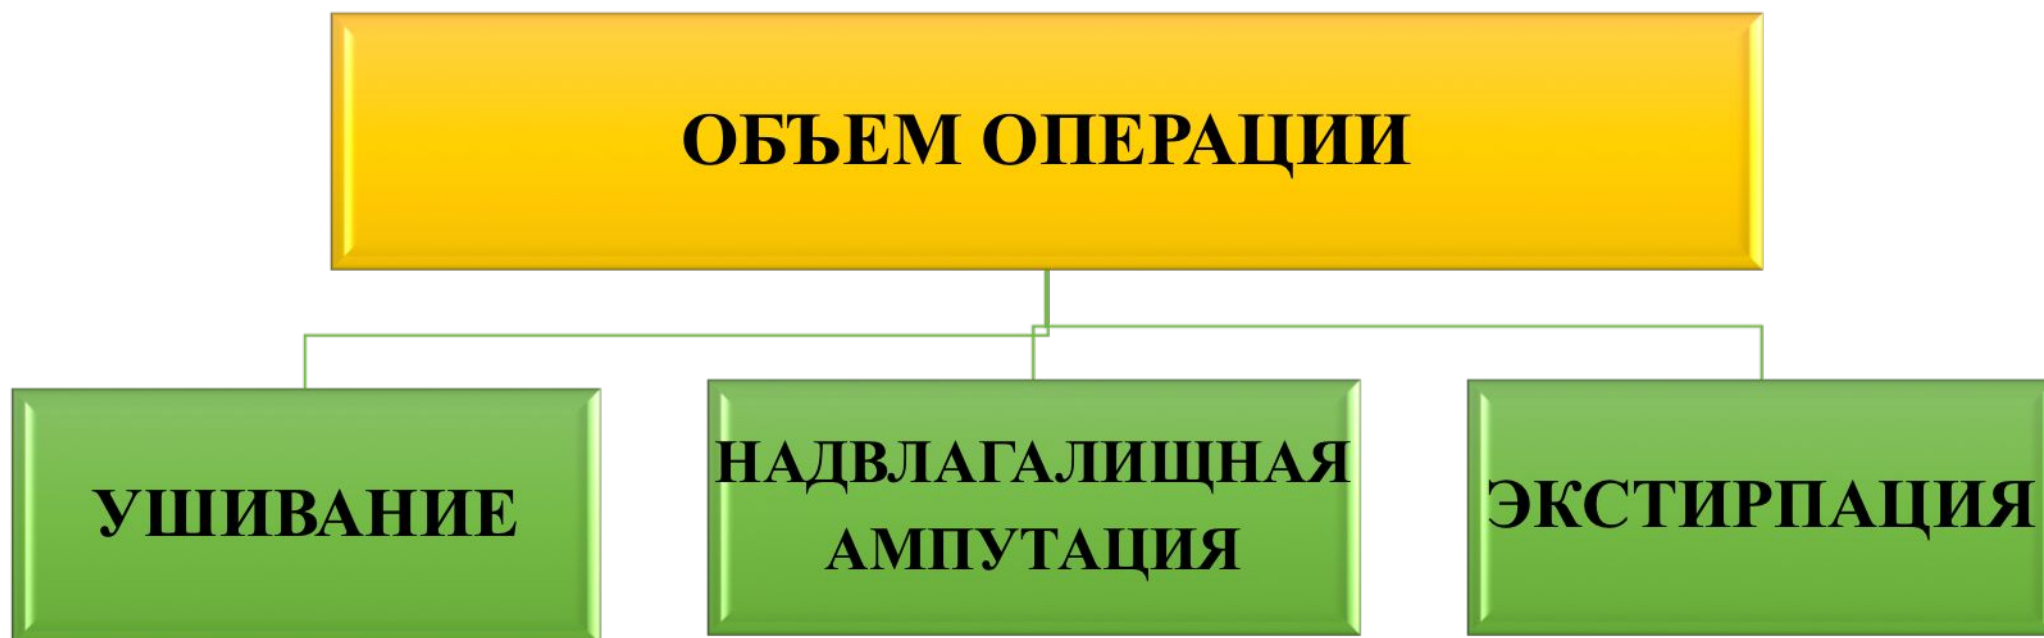 ОБЪЕМ ОПЕРАЦИИ
УШИВАНИЕ
НАДВЛАГАЛИЩНАЯ
АМПУТАЦИЯ
ЭКСТИРПАЦИЯ